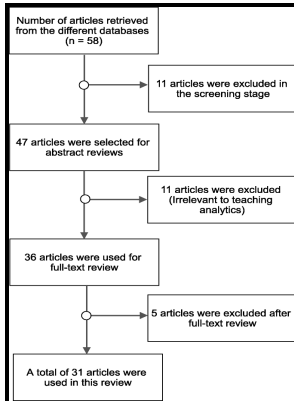 Number of articles retrieved
from the different databases
(n = 58)
11 articles were excluded in
the screening stage
47 articles were selected for
abstract reviews
11 articles were excluded
(Irrelevant to teaching
analytics)
36 articles were used for
full-text review
5 articles were excluded after
full-text review
A total of 31 articles were
used in this review